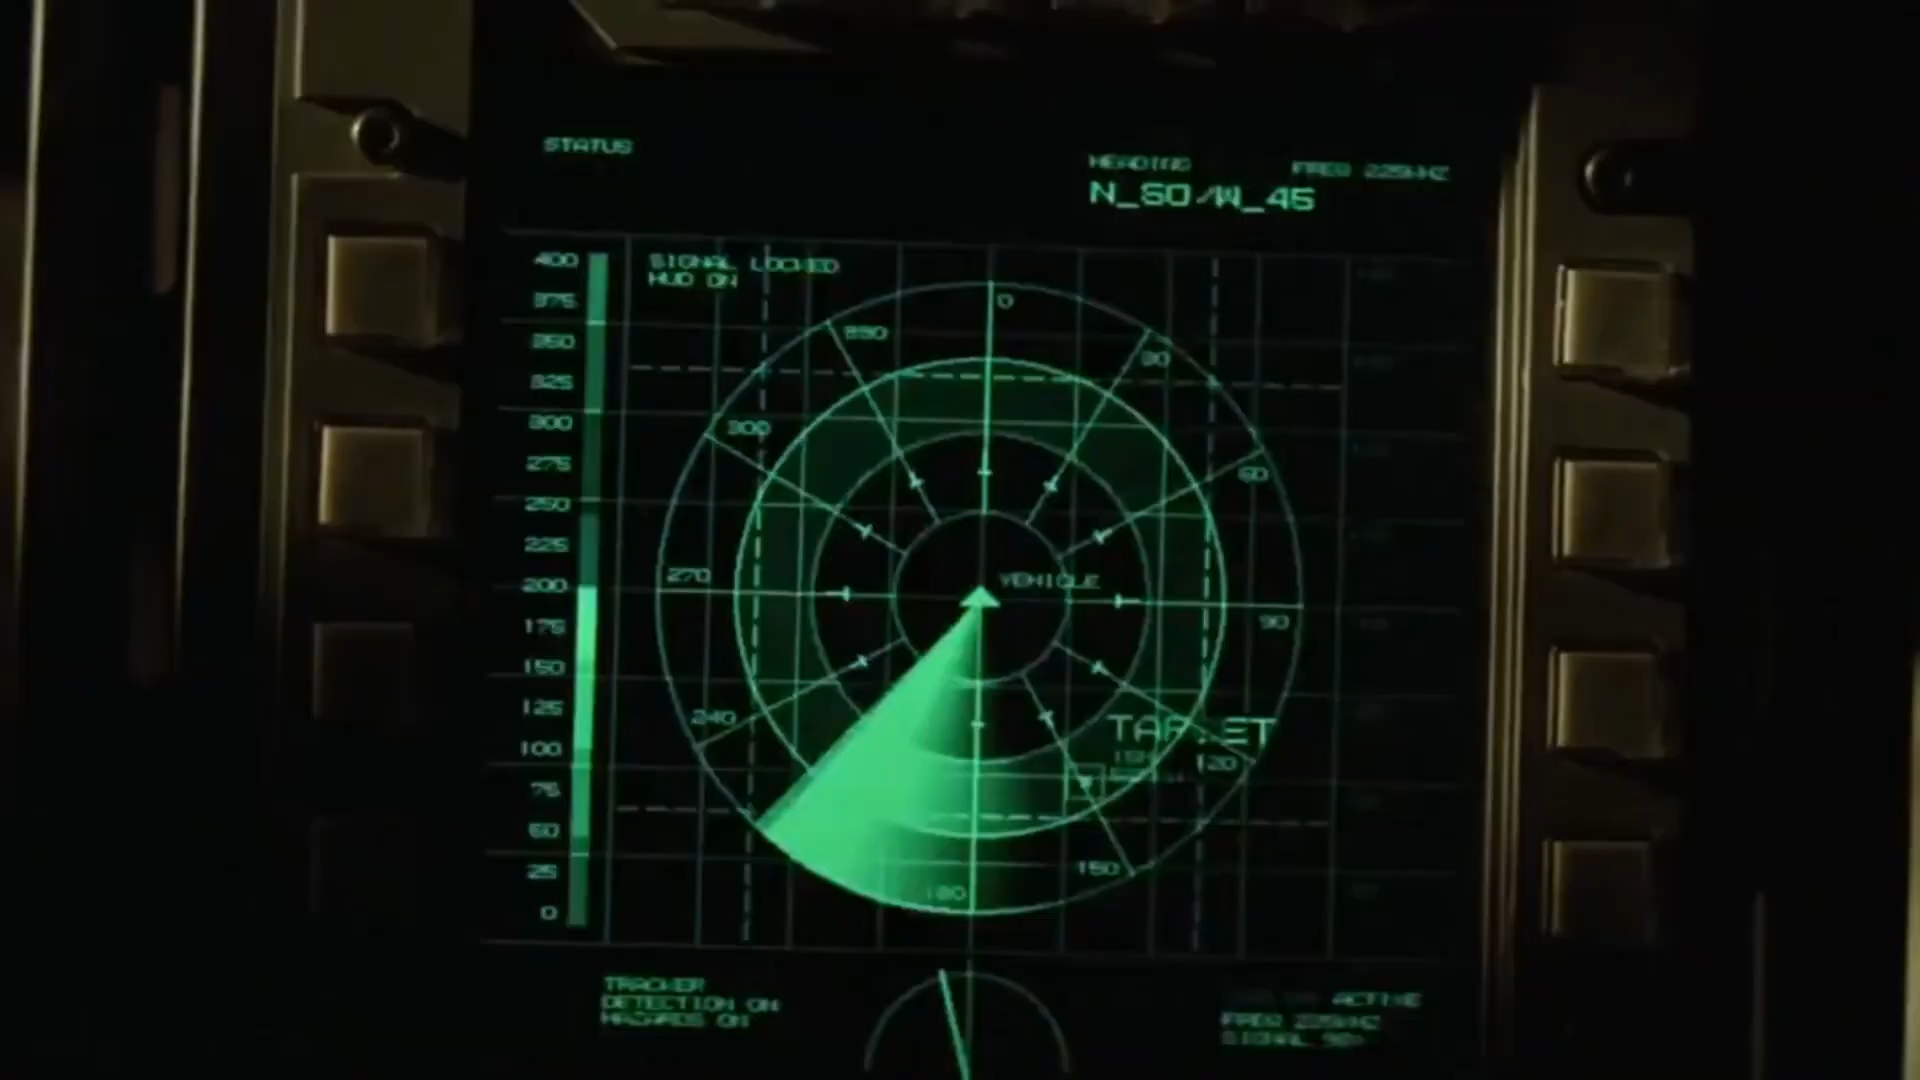 STATUS
HEADING
N_SO/W_45
FREQ 225kHZ
SIGNAL LOCKED
HUD ON
400
375
350
325
300
275
250
225
200
175
150
125
100
75
50
25
0
0
30
60
90
120
150
180
240
270
300
330
VEHICLE
TARGET
TRACKER
DETECTION ON
HAZARDS ON
ACTIVE
FREQ 225kHZ
SIGNAL